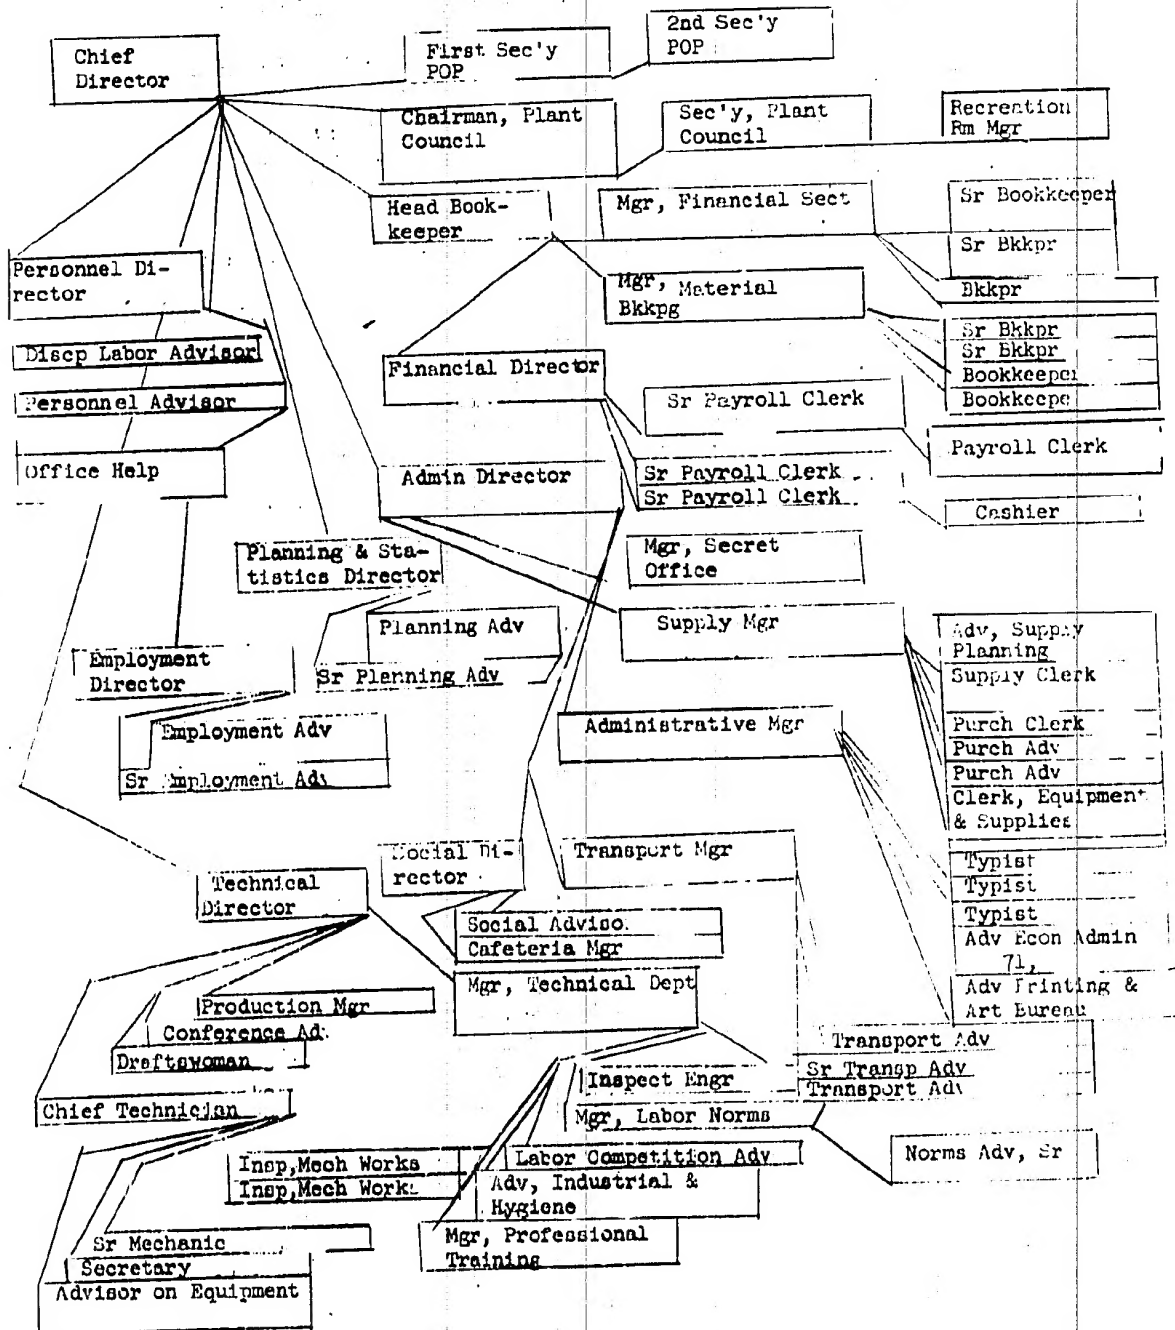 Chief
Director
First Sec'y
POP
2nd Sec'y
POP
Chairman, Plant
Council
Sec'y, Plant
Council
Recreation
Rm Mgr
Head Book-
keeper
Mgr, Financial Sect
Sr Bookkeeper
Sr Bkkpr
Bkkpr
Personnel Di-
rector
Mgr, Material
Bkkpg
Sr Bkkpr
Sr Bkkpr
Bookkeeper
Bookkeepe
Discp Labor Advisor
Personnel Advisor
Office Help
Financial Director
Sr Payroll Clerk
Payroll Clerk
Admin Director
Sr Payroll Clerk
Sr Payroll Clerk
Cashier
Planning & Sta-
tistics Director
Mgr, Secret
Office
Planning Adv
Sr Planning Adv
Supply Mgr
Adv, Supply
Planning
Supply Clerk
Purch Clerk
Purch Adv
Purch Adv
Clerk, Equipment
& Supplies
Employment
Director
Employment Adv
Sr Employment Adv
Administrative Mgr
Typist
Typist
Typist
Adv Econ Admin
71,
Adv Printing &
Art Bureau
Social Di-
rector
Transport Mgr
Technical
Director
Social Adviso
Cafeteria Mgr
Mgr, Technical Dept
Production Mgr
Conference Ad
Draftswoman
Transport Adv
Sr Transp Adv
Transport Adv
Inspect Engr
Mgr, Labor Norms
Chief Technician
Norms Adv, Sr
Insp,Mech Works
Insp,Mech Works
Labor Competition Adv
Adv, Industrial &
Hygiene
Mgr, Professional
Training
Sr Mechanic
Secretary
Advisor on Equipment